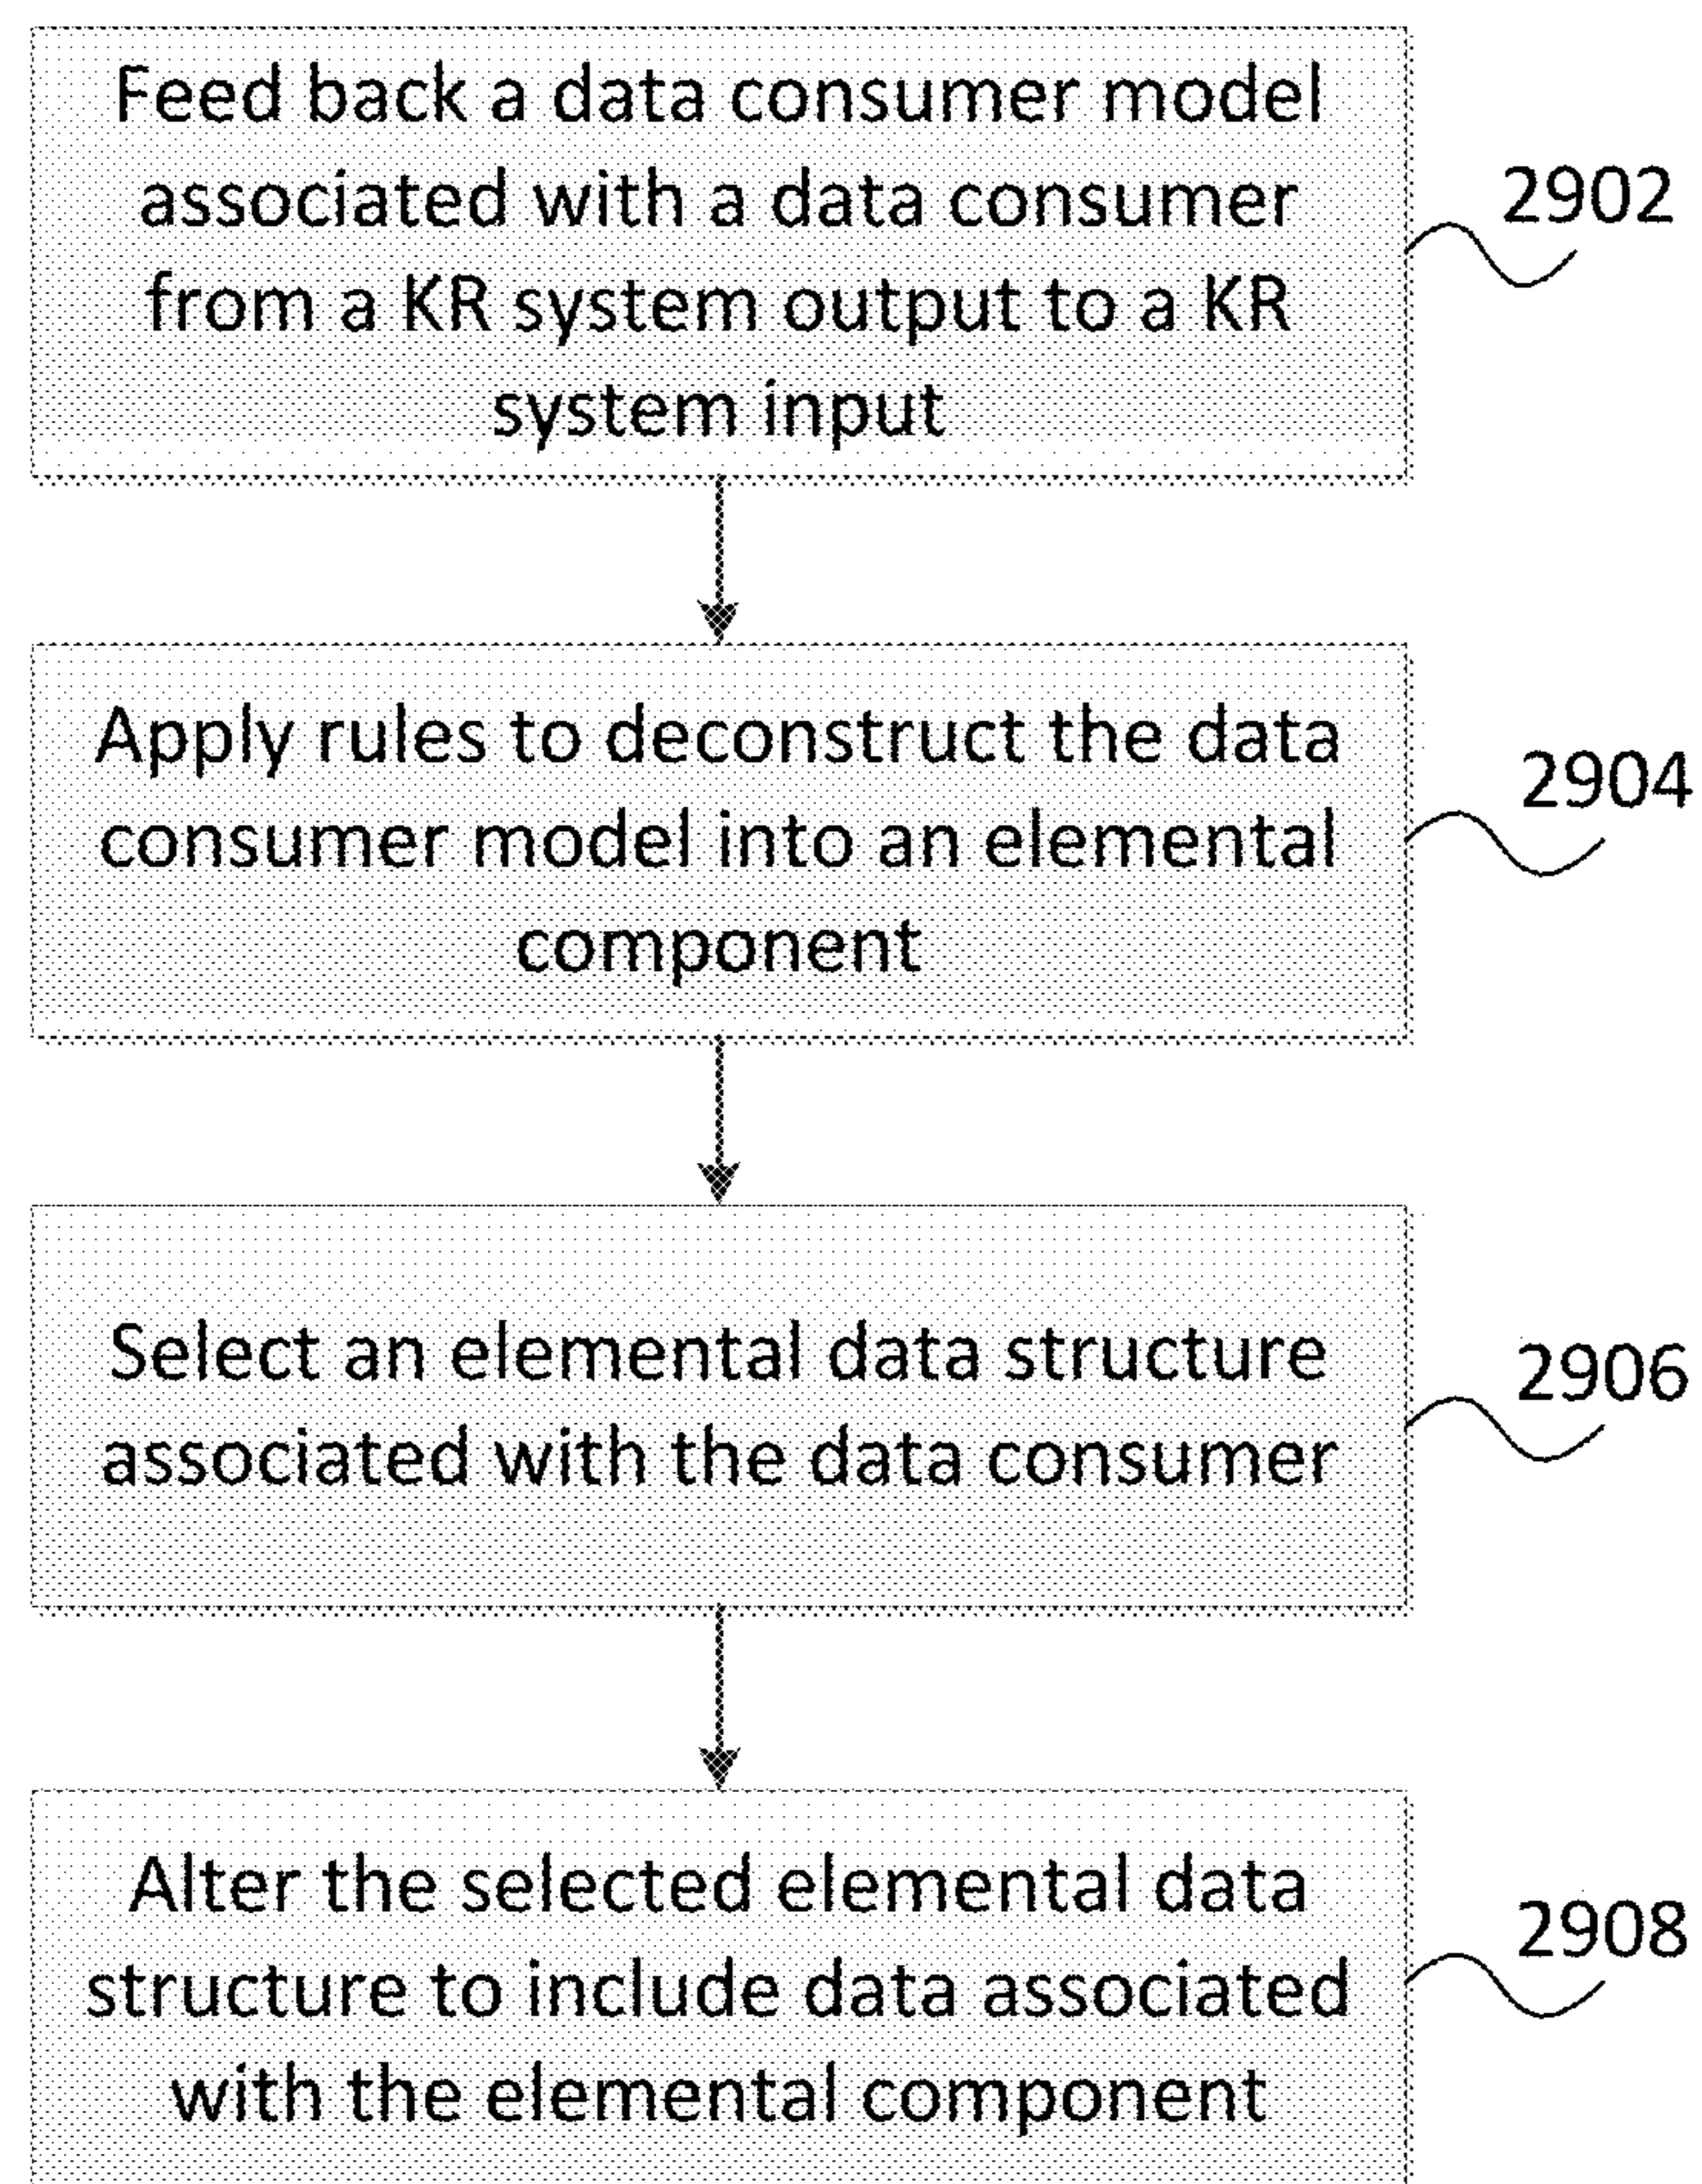 Feed back a data consumer model
associated with a data consumer
from a KR system output to a KR
system input
2902
Apply rules to deconstruct the data
consumer model into an elemental
component
2904
Select an elemental data structure
associated with the data consumer
2906
Alter the selected elemental data
structure to include data associated
with the elemental component
2908